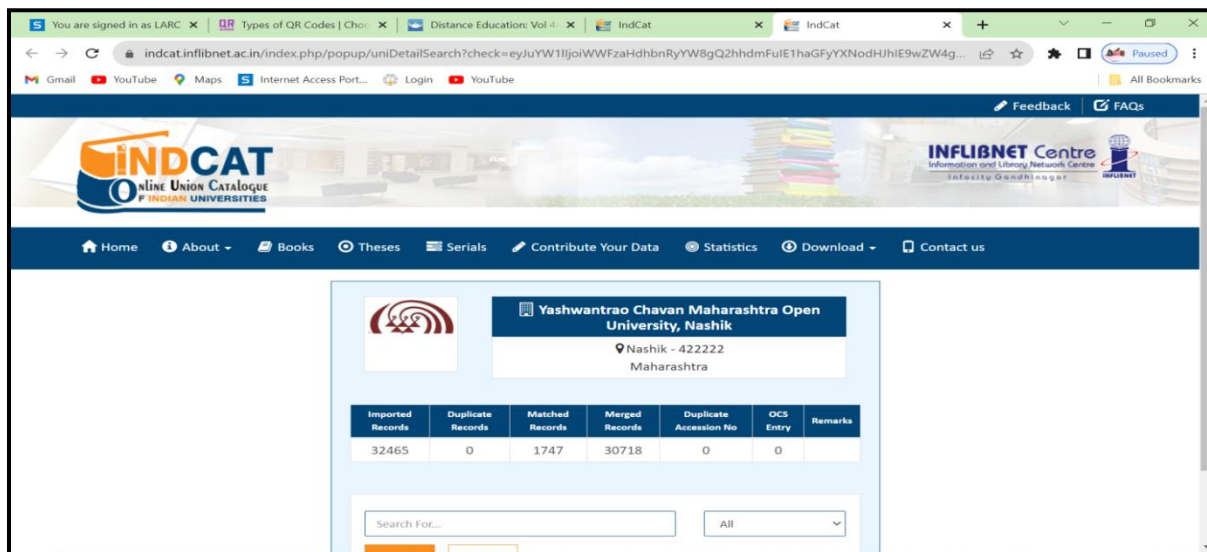 You are signed in as LARC
Types of QR Codes | Choo
Distance Education: Vol 4
IndCat
IndCat
indcat.inflibnet.ac.in/index.php/popup/uniDetailSearch?check=
Paused
Gmail
YouTube
Maps
Internet Access Port...
Login
YouTube
All Bookmarks
Feedback
FAQs
INDCAT
ONLINE UNION CATALOGUE
OF INDIAN UNIVERSITIES
INFLIBNET Centre
Information and Library Network Centre
Infocity Gandhinagar
INFLIBNET
Home
About
Books
Theses
Serials
Contribute Your Data
Statistics
Download
Contact us
Yashwantrao Chavan Maharashtra Open
University, Nashik
Nashik - 422222
Maharashtra
Imported Records
Duplicate Records
Matched Records
Merged Records
Duplicate Accession No
OCS Entry
Remarks
32465 0 1747 30718 0 0
Search For...
All